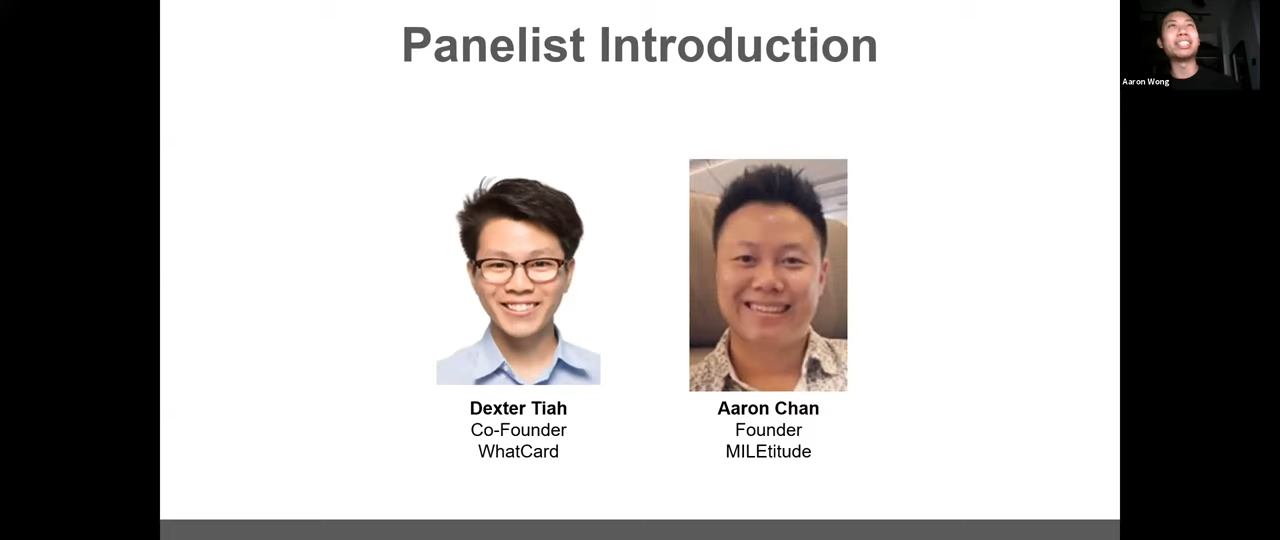 Panelist Introduction
Aaron Wong
Dexter Tiah
Co-Founder
WhatCard
Aaron Chan
Founder
MILEtitude